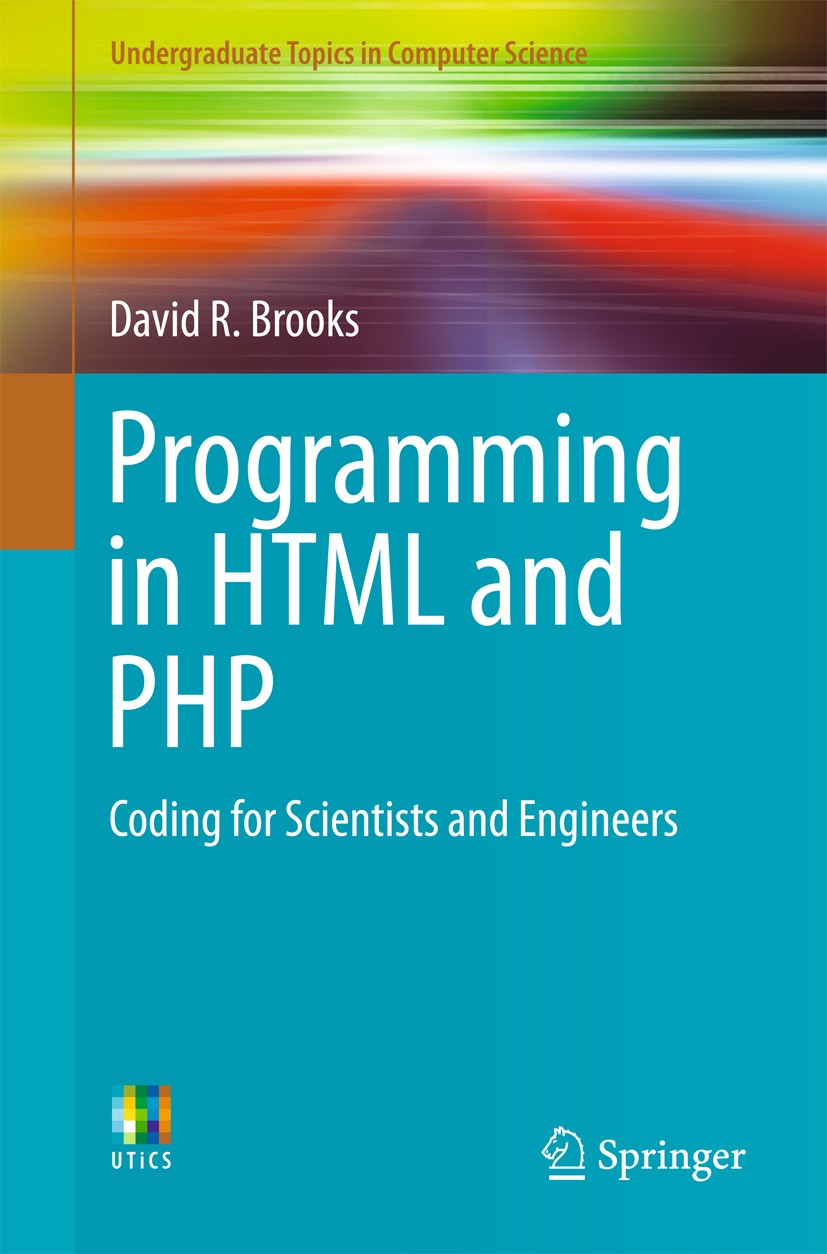 Undergraduate Topics in Computer Science
David R. Brooks
Programming
in HTML and
PHP
Coding for Scientists and Engineers
UTiCS
Springer